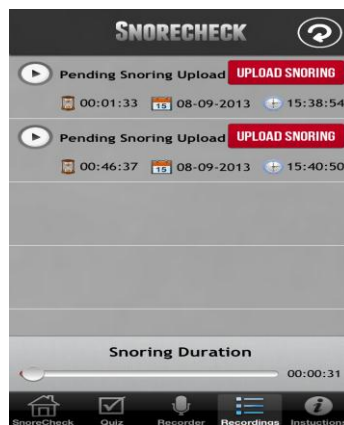 SNORECHECK
Pending Snoring Upload UPLOAD SNORING
00:01:33 15 08-09-2013 15:38:54
Pending Snoring Upload UPLOAD SNORING
00:46:37 15 08-09-2013 15:40:50
Snoring Duration
00:00:31
SnoreCheck Quiz Recorder Recordings Instuctions